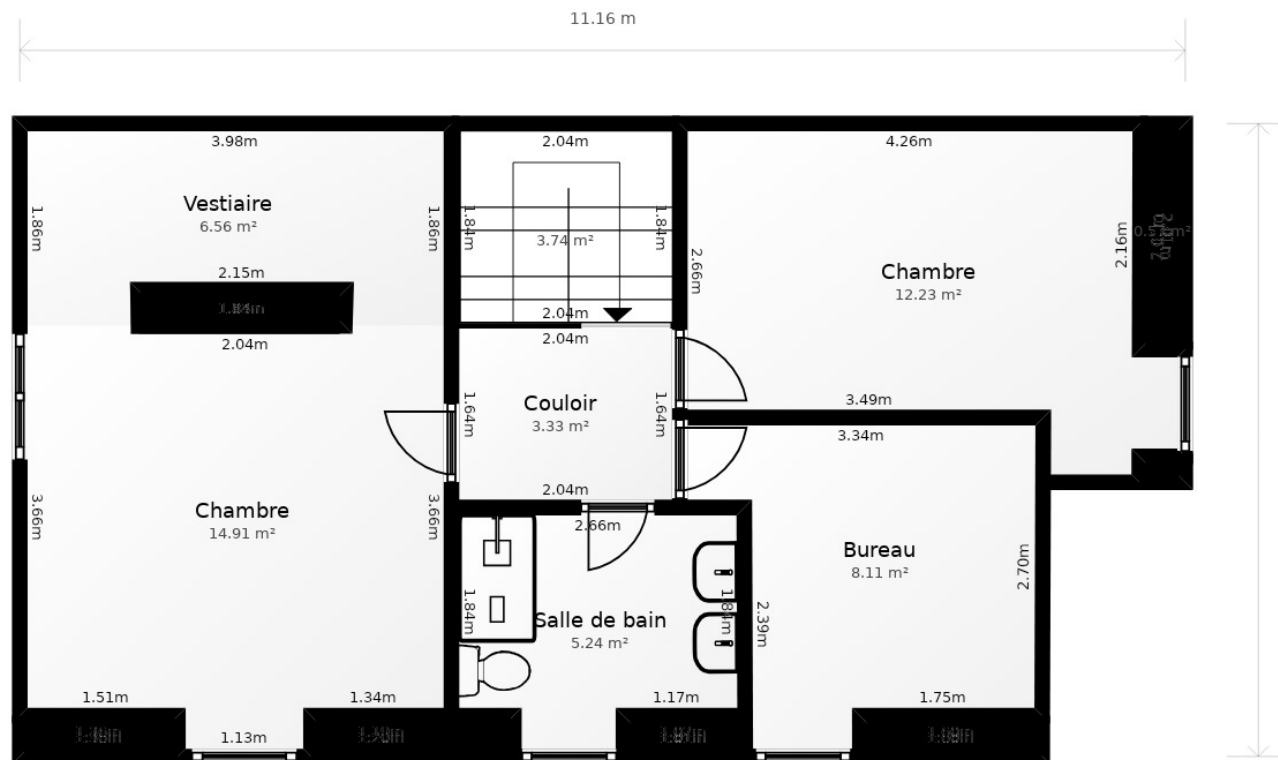 11.16 m
3.98m
2.04m
4.26m
Vestiaire
6.56 m²
1.86m
1.86m
1.84m
1.84m
3.74 m²
2.66m
2.16m
Chambre
12.23 m²
2.15m
2.04m
2.04m
2.04m
Couloir
3.33 m²
1.64m
1.64m
3.49m
3.34m
2.04m
2.66m
3.66m
3.66m
Chambre
14.91 m²
Bureau
8.11 m²
2.70m
1.84m
Salle de bain
5.24 m²
1.84m
2.39m
1.51m
1.34m
1.17m
1.75m
1.13m